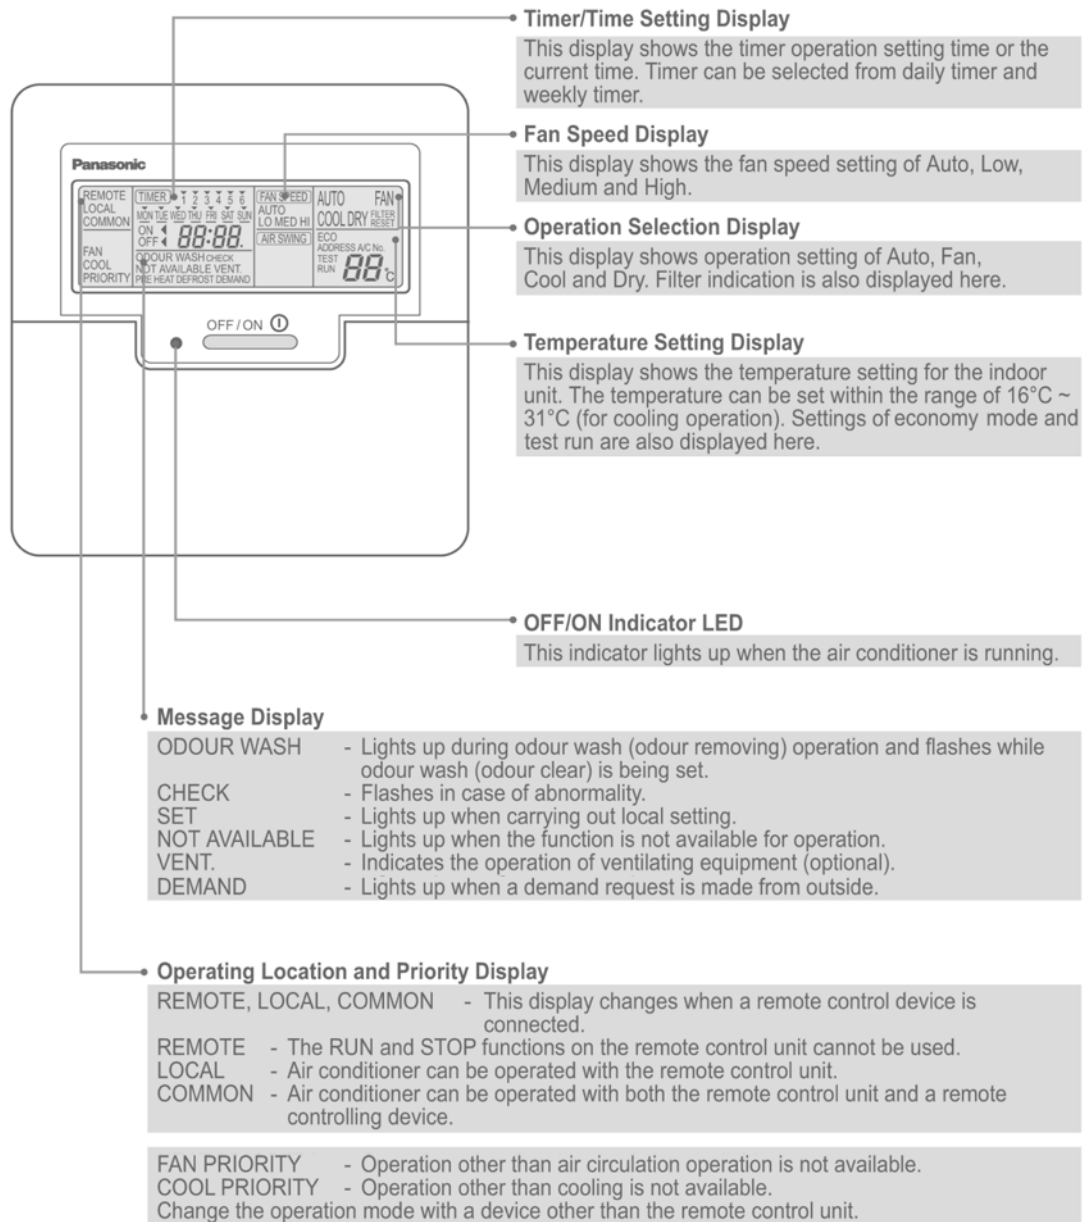 Timer/Time Setting Display
This display shows the timer operation setting time or the
current time. Timer can be selected from daily timer and
weekly timer.
Fan Speed Display
This display shows the fan speed setting of Auto, Low,
Medium and High.
Operation Selection Display
This display shows operation setting of Auto, Fan,
Cool and Dry. Filter indication is also displayed here.
Temperature Setting Display
This display shows the temperature setting for the indoor
unit. The temperature can be set within the range of 16°C ~
31°C (for cooling operation). Settings of economy mode and
test run are also displayed here.
Panasonic
REMOTE
LOCAL
COMMON
FAN
COOL
PRIORITY
TIMER 1 2 3 4 5 6
MON TUE WED THU FRI SAT SUN
ON
OFF 88:88.
ODOUR WASH CHECK
NOT AVAILABLE VENT.
PRE HEAT DEFROST DEMAND
FAN SPEED
AUTO
LO MED HI
AIR SWING
AUTO FAN
COOL DRY FILTER
RESET
ECO
ADDRESS A/C No.
TEST
RUN 88 °C
OFF / ON
OFF/ON Indicator LED
This indicator lights up when the air conditioner is running.
Message Display
ODOUR WASH - Lights up during odour wash (odour removing) operation and flashes while
odour wash (odour clear) is being set.
CHECK - Flashes in case of abnormality.
SET - Lights up when carrying out local setting.
NOT AVAILABLE - Lights up when the function is not available for operation.
VENT. - Indicates the operation of ventilating equipment (optional).
DEMAND - Lights up when a demand request is made from outside.
Operating Location and Priority Display
REMOTE, LOCAL, COMMON - This display changes when a remote control device is
connected.
REMOTE - The RUN and STOP functions on the remote control unit cannot be used.
LOCAL - Air conditioner can be operated with the remote control unit.
COMMON - Air conditioner can be operated with both the remote control unit and a remote
controlling device.
FAN PRIORITY - Operation other than air circulation operation is not available.
COOL PRIORITY - Operation other than cooling is not available.
Change the operation mode with a device other than the remote control unit.